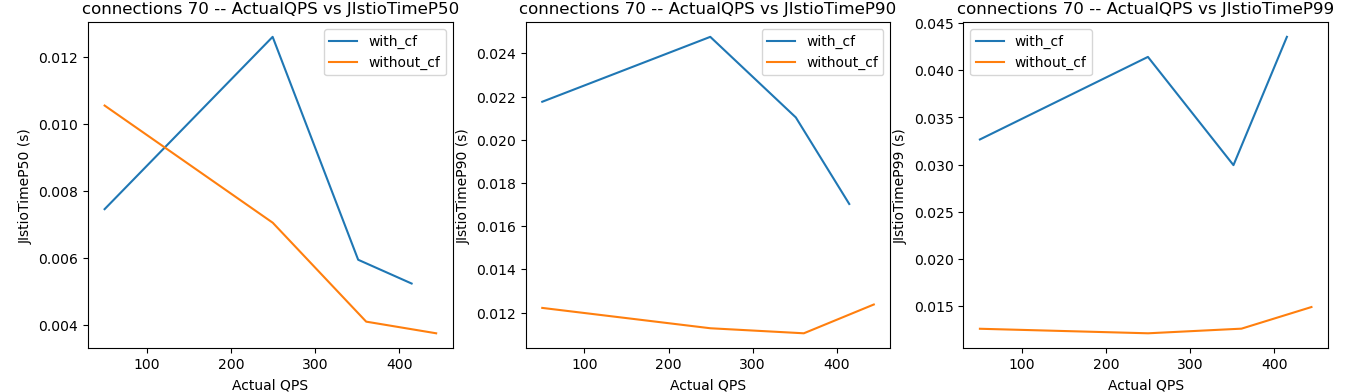 connections 70 -- ActualQPS vs JIstioTimeP50
with_cf
without_cf
0.012
0.010
0.008
0.006
0.004
JIstioTimeP50 (s)
100
200
300
400
Actual QPS
connections 70 -- ActualQPS vs JIstioTimeP90
with_cf
without_cf
0.024
0.022
0.020
0.018
0.016
0.014
0.012
JIstioTimeP90 (s)
100
200
300
400
Actual QPS
connections 70 -- ActualQPS vs JIstioTimeP99
with_cf
without_cf
0.045
0.040
0.035
0.030
0.025
0.020
0.015
JIstioTimeP99 (s)
100
200
300
400
Actual QPS